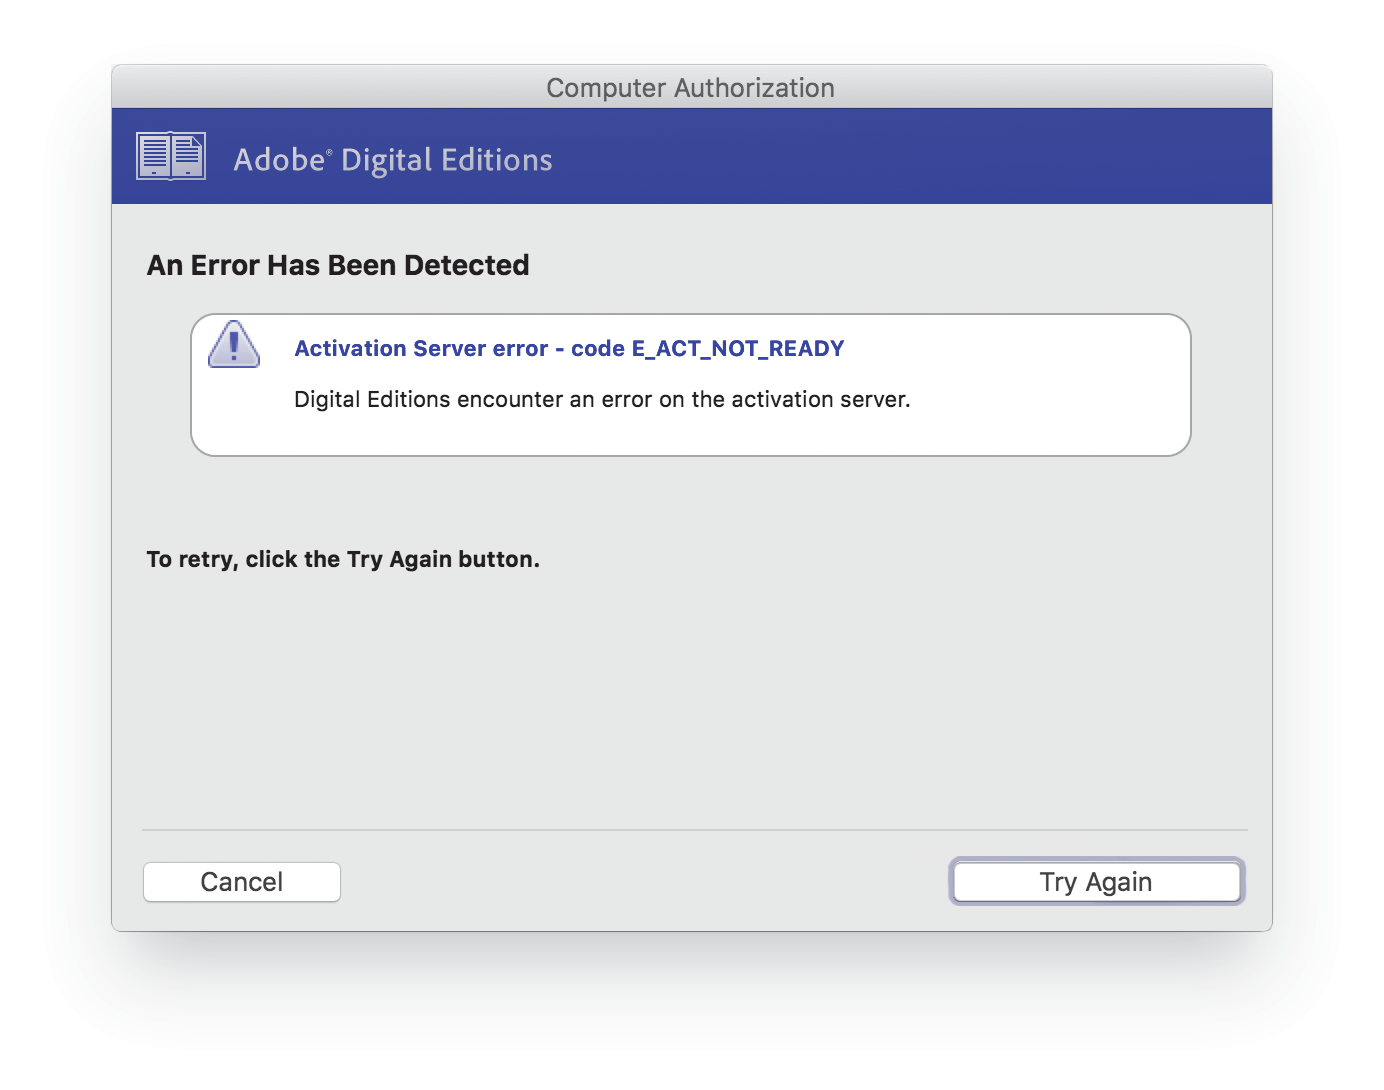 Computer Authorization
Adobe® Digital Editions
An Error Has Been Detected
Activation Server error - code E_ACT_NOT_READY
Digital Editions encounter an error on the activation server.
To retry, click the Try Again button.
Cancel
Try Again